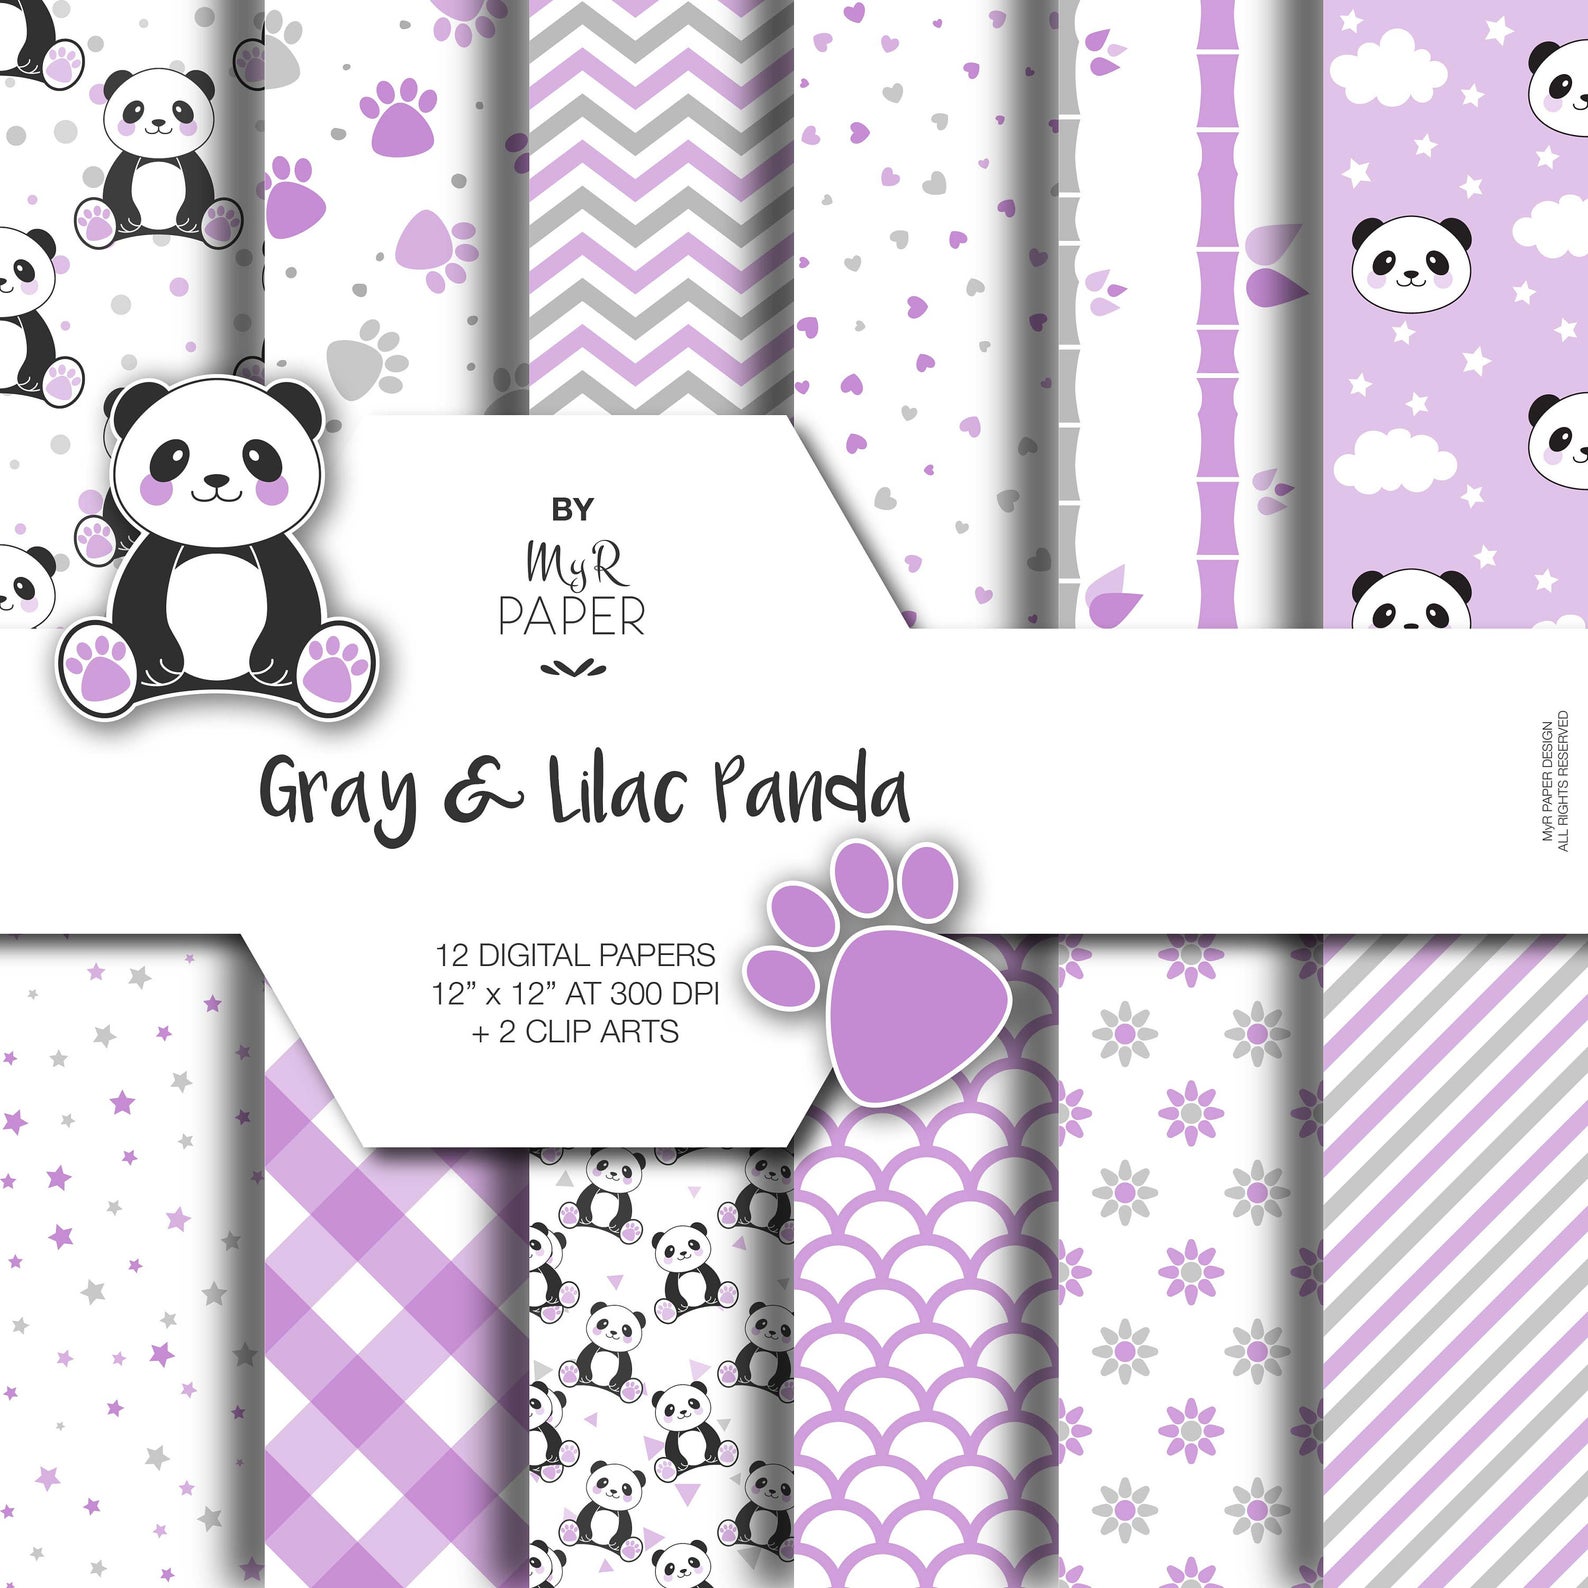 BY
MyR
PAPER
Gray & Lilac Panda
12 DIGITAL PAPERS
12” x 12” AT 300 DPI
+ 2 CLIP ARTS
MyR PAPER DESIGN
ALL RIGHTS RESERVED